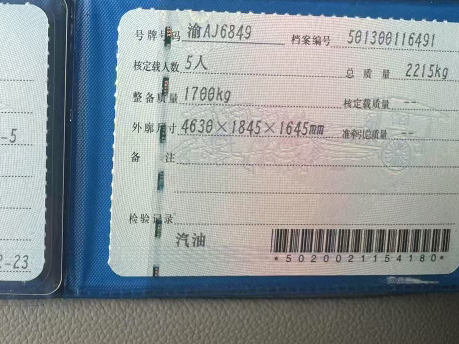 号牌号码 渝AJ6849 档案编号 501300116491
核定载人数 5人 总质量 2215kg
整备质量 1700kg 核定载质量 --
外廓尺寸 4630×1845×1645mm 准牵引总质量 --
备注
检验记录
汽油
*5020021154180*
-5
2-23